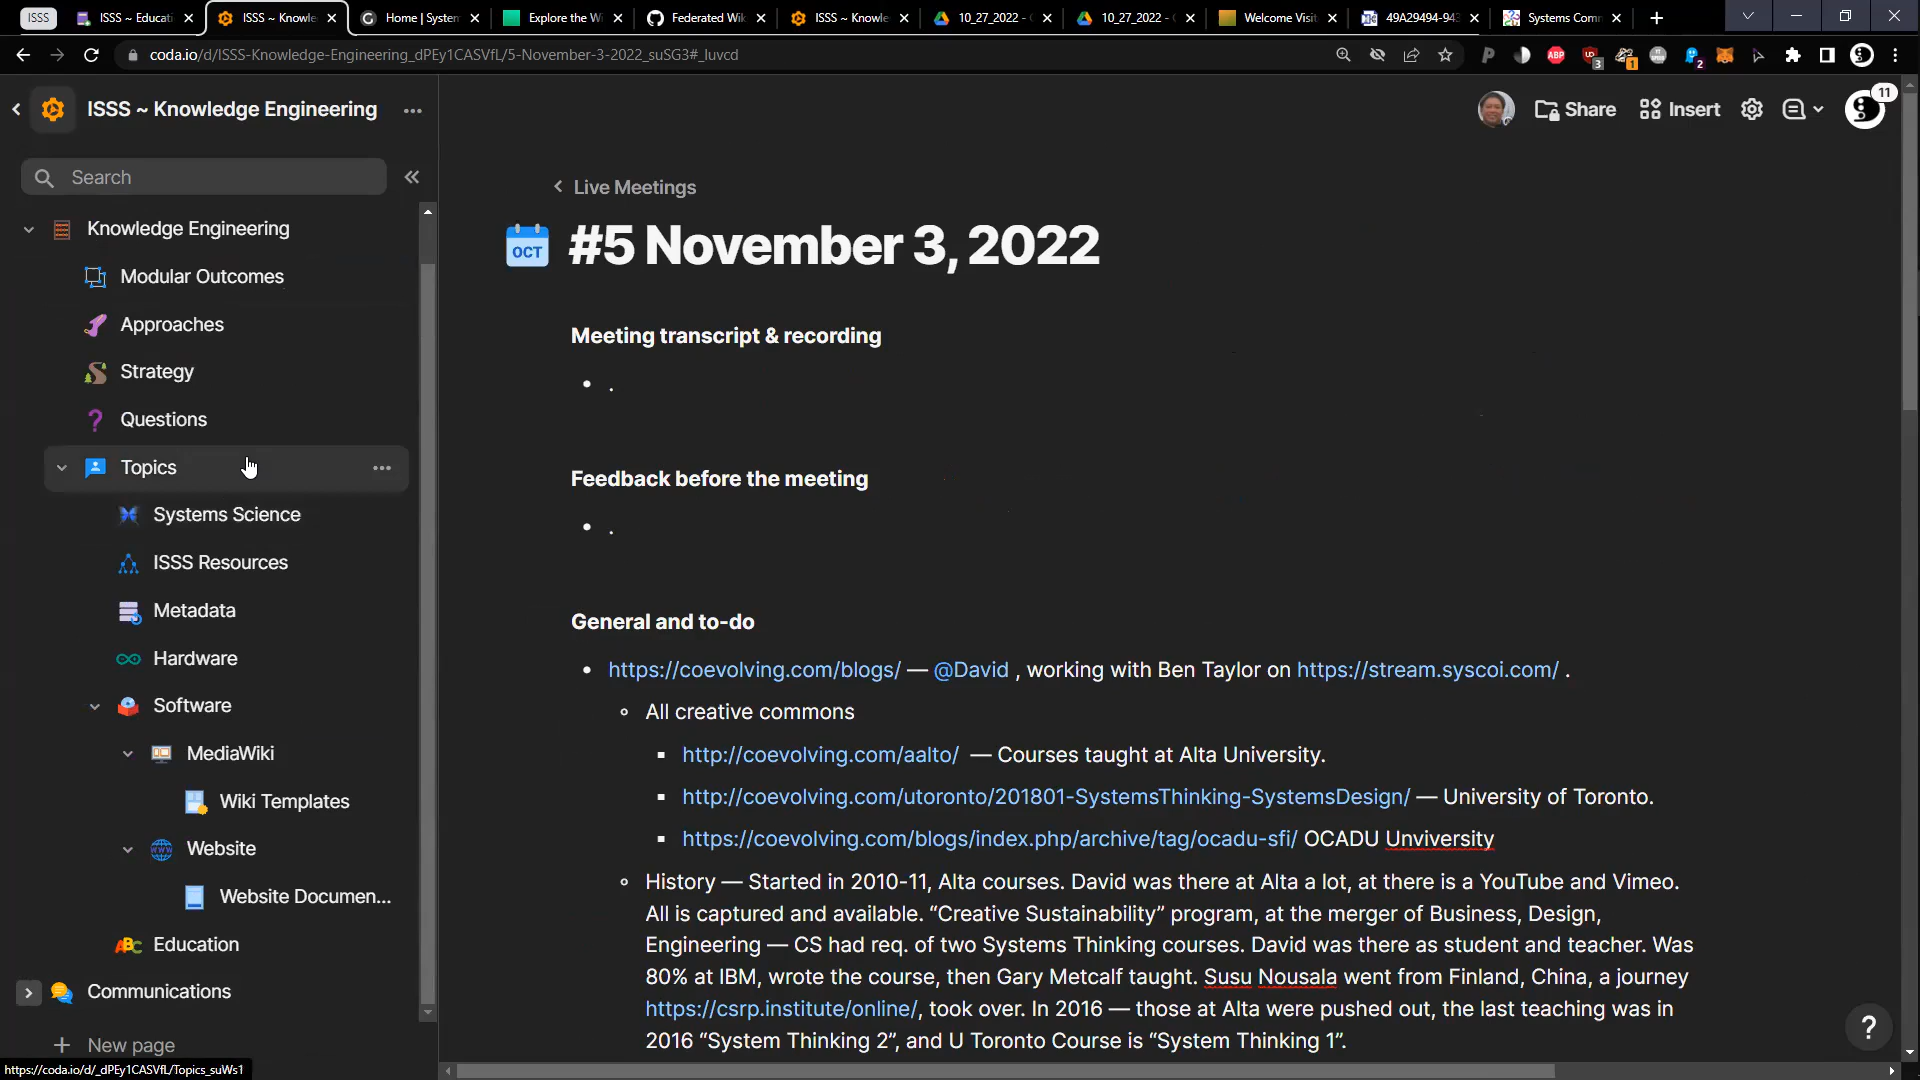 ISSS
ISSS ~ Educati
ISSS ~ Knowle
Home | System
Explore the Wi
Federated Wik
ISSS ~ Knowle
10_27_2022 - G
10_27_2022 - G
Welcome Visit
49A29494-943
Systems Comm
coda.io/d/ISSS-Knowledge-Engineering_dPEy1CASVfL/5-November-3-2022_suSG3#_luvcd
ABP
3
1
2
ISSS ~ Knowledge Engineering
Share
Insert
11
Search
Knowledge Engineering
Modular Outcomes
Approaches
Strategy
Questions
Topics
Systems Science
ISSS Resources
Metadata
Hardware
Software
MediaWiki
Wiki Templates
Website
Website Documen...
Education
Communications
New page
https://coda.io/d/_dPEy1CASVfL/Topics_suWs1
Live Meetings
OCT
#5 November 3, 2022
Meeting transcript & recording
.
Feedback before the meeting
.
General and to-do
https://coevolving.com/blogs/ — @David , working with Ben Taylor on https://stream.syscoi.com/ .
All creative commons
http://coevolving.com/aalto/ — Courses taught at Alta University.
http://coevolving.com/utoronto/201801-SystemsThinking-SystemsDesign/ — University of Toronto.
https://coevolving.com/blogs/index.php/archive/tag/ocadu-sfi/ OCADU Unviversity
History — Started in 2010-11, Alta courses. David was there at Alta a lot, at there is a YouTube and Vimeo.
All is captured and available. “Creative Sustainability” program, at the merger of Business, Design,
Engineering — CS had req. of two Systems Thinking courses. David was there as student and teacher. Was
80% at IBM, wrote the course, then Gary Metcalf taught. Susu Nousala went from Finland, China, a journey
https://csrp.institute/online/, took over. In 2016 — those at Alta were pushed out, the last teaching was in
2016 “System Thinking 2”, and U Toronto Course is “System Thinking 1”.
?